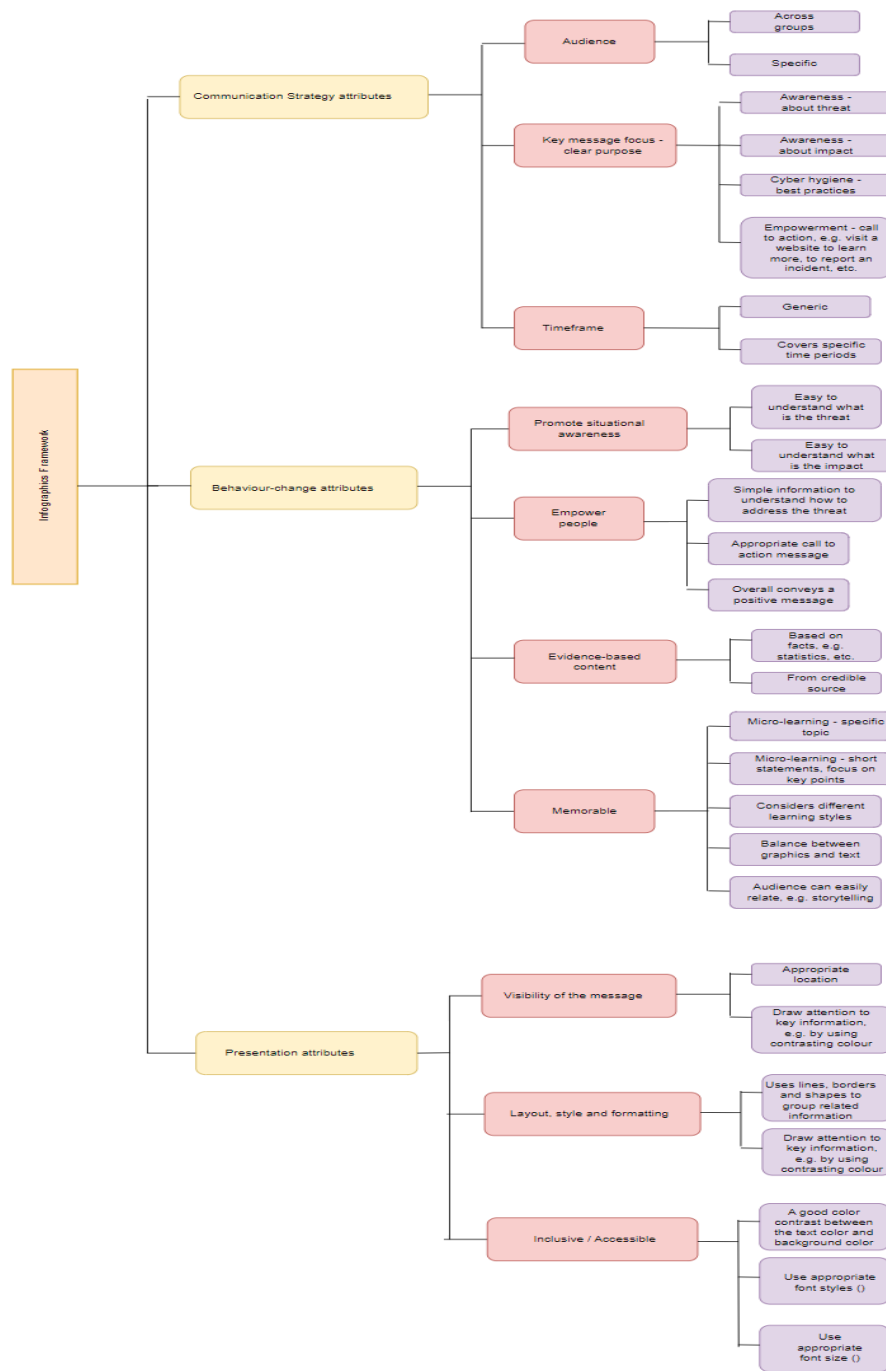 Infographics Framework
Communication Strategy attributes
Audience
Across
groups
Specific
Key message focus -
clear purpose
Awareness -
about threat
Awareness -
about impact
Cyber hygiene -
best practices
Empowerment - call
to action, e.g. visit a
website to learn
more, to report an
incident, etc.
Timeframe
Generic
Covers specific
time periods
Behaviour-change attributes
Promote situational
awareness
Easy to
understand what
is the threat
Easy to
understand what
is the impact
Empower
people
Simple information to
understand how to
address the threat
Appropriate call to
action message
Overall conveys a
positive message
Evidence-based
content
Based on
facts, e.g.
statistics, etc.
From credible
source
Memorable
Micro-learning - specific
topic
Micro-learning - short
statements, focus on
key points
Considers different
learning styles
Balance between
graphics and text
Audience can easily
relate, e.g. storytelling
Presentation attributes
Visibility of the message
Appropriate
location
Draw attention to
key information,
e.g. by using
contrasting colour
Layout, style and formatting
Uses lines, borders
and shapes to
group related
information
Draw attention to
key information,
e.g. by using
contrasting colour
Inclusive / Accessible
A good color
contrast between
the text color and
background color
Use appropriate
font styles ()
Use
appropriate
font size ()